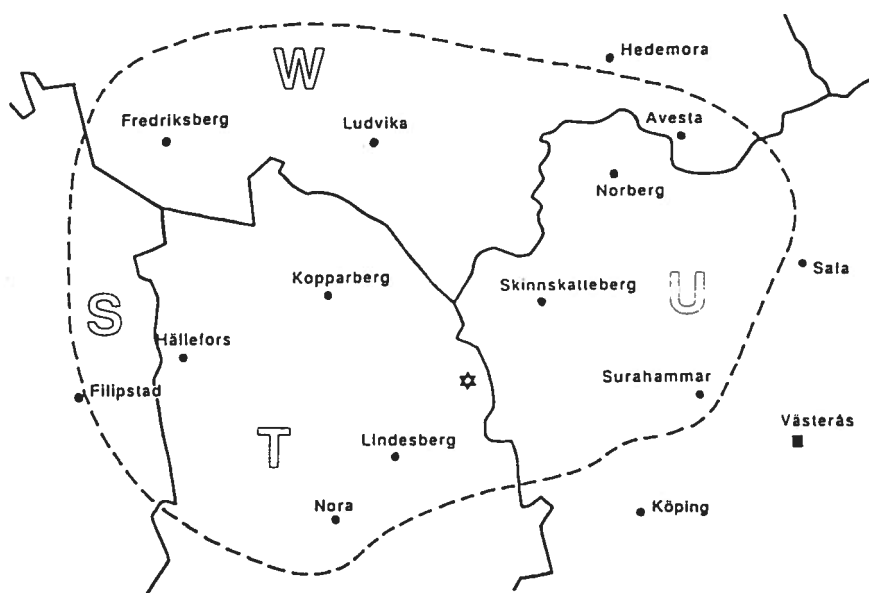 W
Hedemora
Fredriksberg
Ludvika
Avesta
Norberg
Sala
Kopparberg
Skinnskatteberg
U
S
Hällefors
Filipstad
Surahammar
Västerås
T
Lindesberg
Nora
Köping